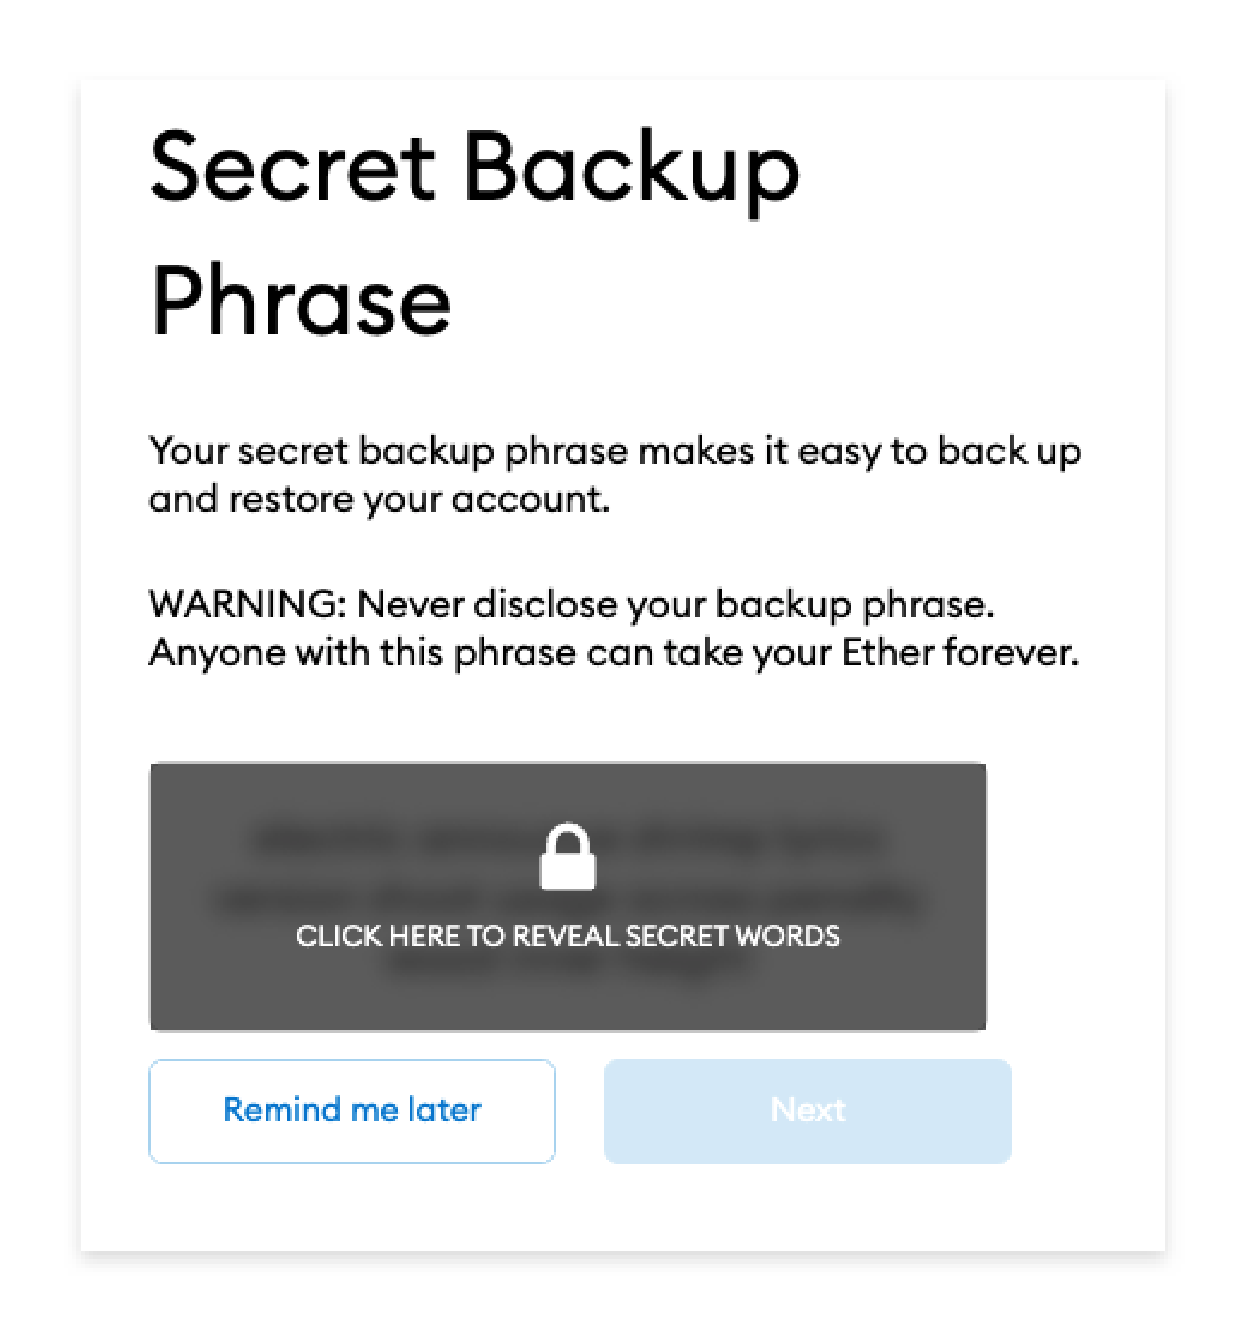 Secret Backup
Phrase
Your secret backup phrase makes it easy to back up
and restore your account.
WARNING: Never disclose your backup phrase.
Anyone with this phrase can take your Ether forever.
CLICK HERE TO REVEAL SECRET WORDS
Remind me later
Next